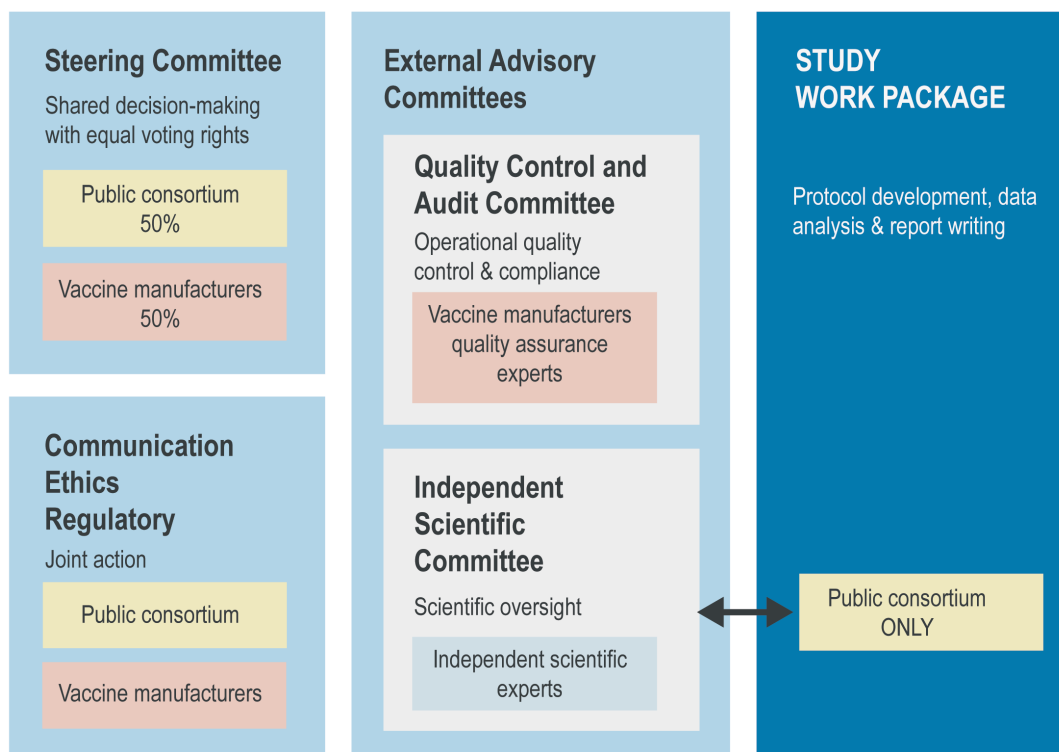 Steering Committee
Shared decision-making
with equal voting rights
Public consortium
50%
Vaccine manufacturers
50%
Communication
Ethics
Regulatory
Joint action
Public consortium
Vaccine manufacturers
External Advisory
Committees
Quality Control and
Audit Committee
Operational quality
control & compliance
Vaccine manufacturers
quality assurance
experts
Independent
Scientific
Committee
Scientific oversight
Independent scientific
experts
STUDY
WORK PACKAGE
Protocol development, data
analysis & report writing
Public consortium
ONLY